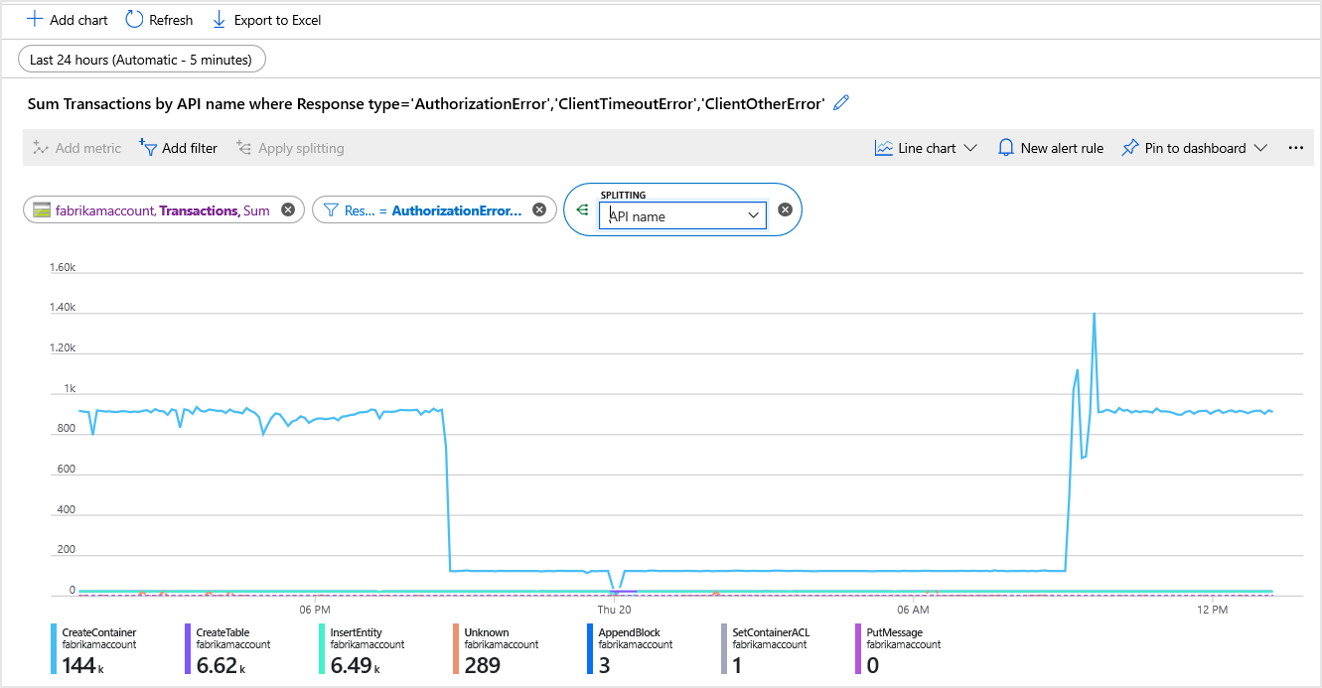 Add chart Refresh Export to Excel
Last 24 hours (Automatic - 5 minutes)
Sum Transactions by API name where Response type='AuthorizationError','ClientTimeoutError','ClientOtherError'
Add metric Add filter Apply splitting Line chart New alert rule Pin to dashboard
SPLITTING
fabrikamaccount, Transactions, Sum Res... = AuthorizationError... API name
1.60k
1.40k
1.20k
1k
800
600
400
200
0
06 PM Thu 20 06 AM 12 PM
CreateContainer CreateTable InsertEntity Unknown AppendBlock SetContainerACL PutMessage
fabrikamaccount fabrikamaccount fabrikamaccount fabrikamaccount fabrikamaccount fabrikamaccount fabrikamaccount
144 k 6.62 k 6.49 k 289 3 1 0